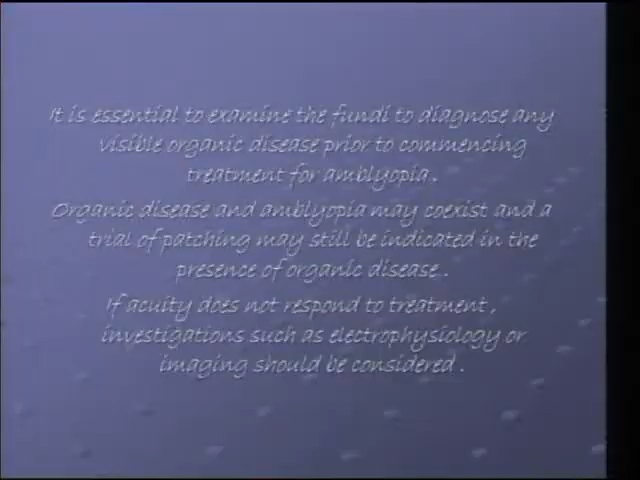 It is essential to examine the fundi to diagnose any
visible organic disease prior to commencing
treatment for amblyopia.
Organic disease and amblyopia may coexist and a
trial of patching may still be indicated in the
presence of organic disease.
If acuity does not respond to treatment,
investigations such as electrophysiology or
imaging should be considered.